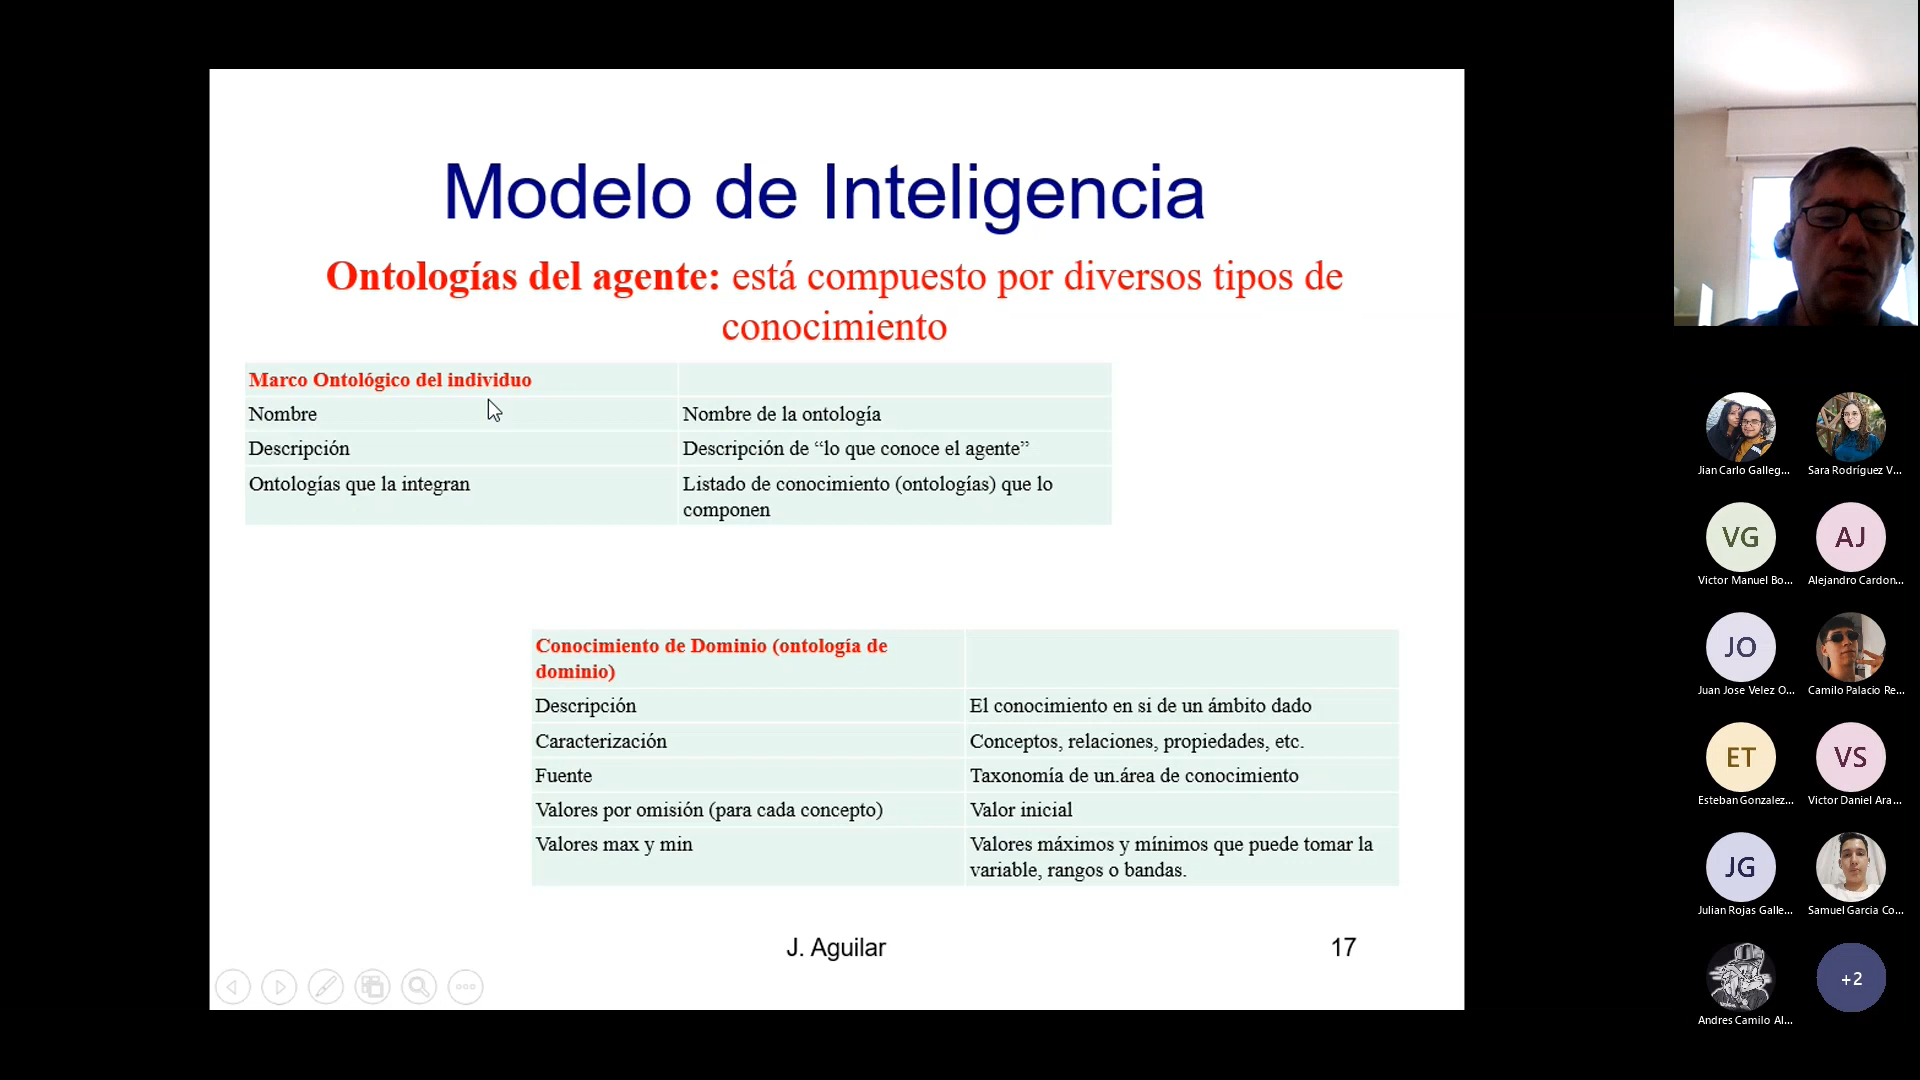 Modelo de Inteligencia
Ontologías del agente: está compuesto por diversos tipos de
conocimiento
Marco Ontológico del individuo
Nombre
Nombre de la ontología
Descripción
Descripción de “lo que conoce el agente”
Ontologías que la integran
Listado de conocimiento (ontologías) que lo
componen
Conocimiento de Dominio (ontología de
dominio)
Descripción
El conocimiento en si de un ámbito dado
Caracterización
Conceptos, relaciones, propiedades, etc.
Fuente
Taxonomía de un.área de conocimiento
Valores por omisión (para cada concepto)
Valor inicial
Valores max y min
Valores máximos y mínimos que puede tomar la
variable, rangos o bandas.
J. Aguilar
17
Jian Carlo Galleg...
Sara Rodríguez V...
VG
AJ
Victor Manuel Bo...
Alejandro Cardon...
JO
Juan Jose Velez O...
Camilo Palacio Re...
ET
VS
Esteban Gonzalez...
Victor Daniel Ara...
JG
Julian Rojas Galle...
Samuel Garcia Co...
+2
Andres Camilo Al...